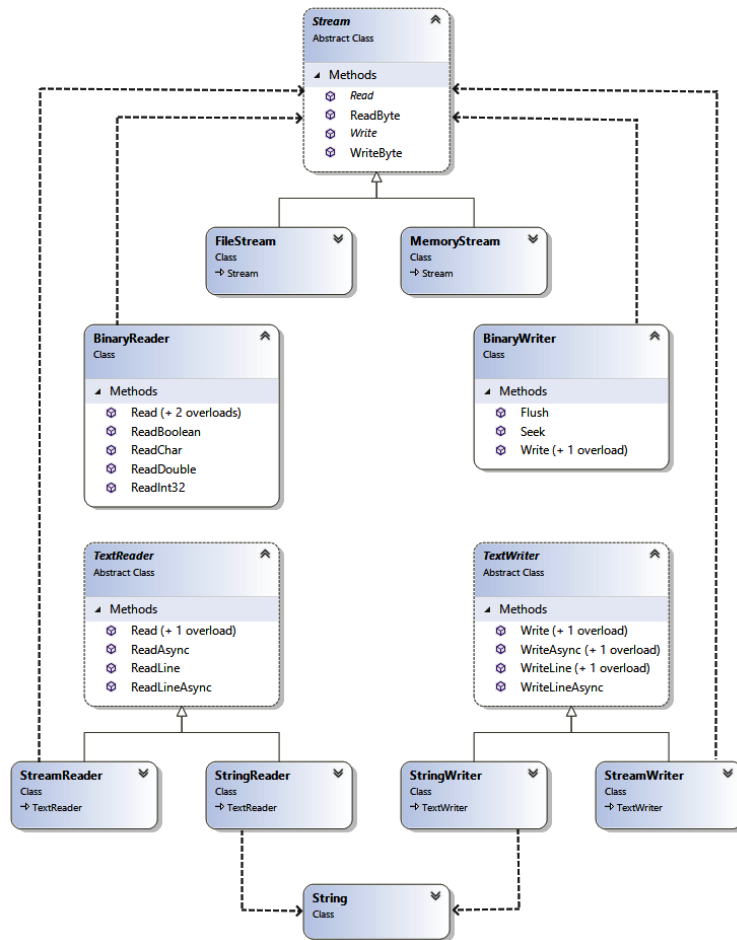 Stream
Abstract Class
Methods
Read
ReadByte
Write
WriteByte
FileStream
Class
Stream
MemoryStream
Class
Stream
BinaryReader
Class
Methods
Read (+ 2 overloads)
ReadBoolean
ReadChar
ReadDouble
ReadInt32
BinaryWriter
Class
Methods
Flush
Seek
Write (+ 1 overload)
TextReader
Abstract Class
Methods
Read (+ 1 overload)
ReadAsync
ReadLine
ReadLineAsync
TextWriter
Abstract Class
Methods
Write (+ 1 overload)
WriteAsync (+ 1 overload)
WriteLine (+ 1 overload)
WriteLineAsync
StreamReader
Class
TextReader
StringReader
Class
TextReader
StringWriter
Class
TextWriter
StreamWriter
Class
TextWriter
String
Class